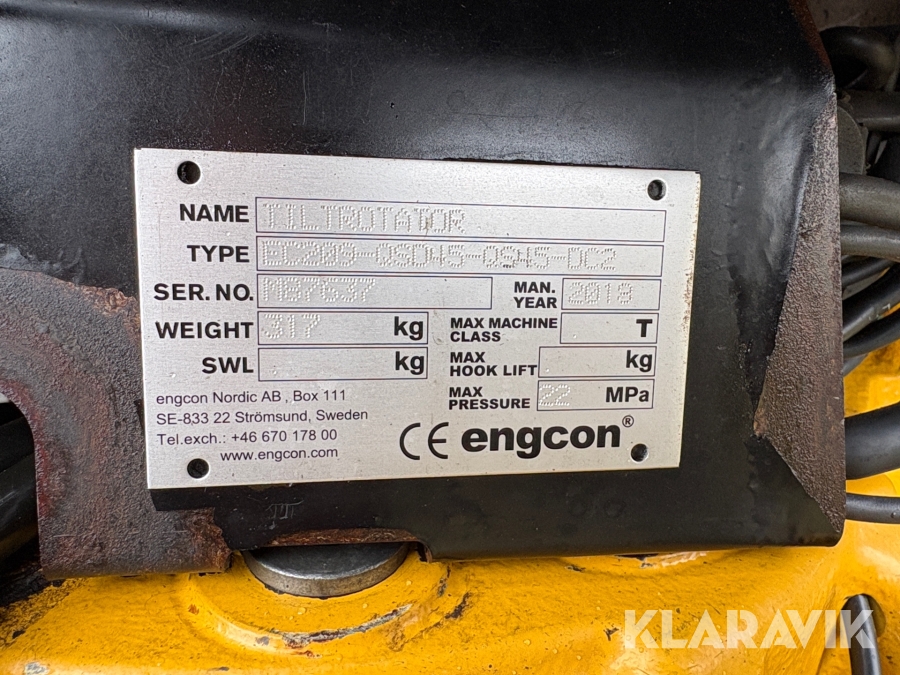 NAME TILTROTATOR
TYPE EC209-QSD45-QS45-DC2
SER. NO. M67637 MAN. YEAR 2018
WEIGHT 317 kg MAX MACHINE CLASS T
SWL kg MAX HOOK LIFT kg
MAX PRESSURE 22 MPa
engcon Nordic AB , Box 111
SE-833 22 Strömsund, Sweden
Tel.exch.: +46 670 178 00
www.engcon.com
CE engcon®
KLARAVIK